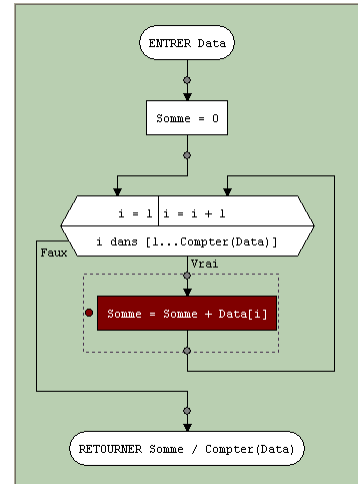 ENTRER Data
Somme = 0
i = 1 i = i + 1
i dans [1...Compter(Data)]
Faux
Vrai
Somme = Somme + Data[i]
RETOURNER Somme / Compter(Data)